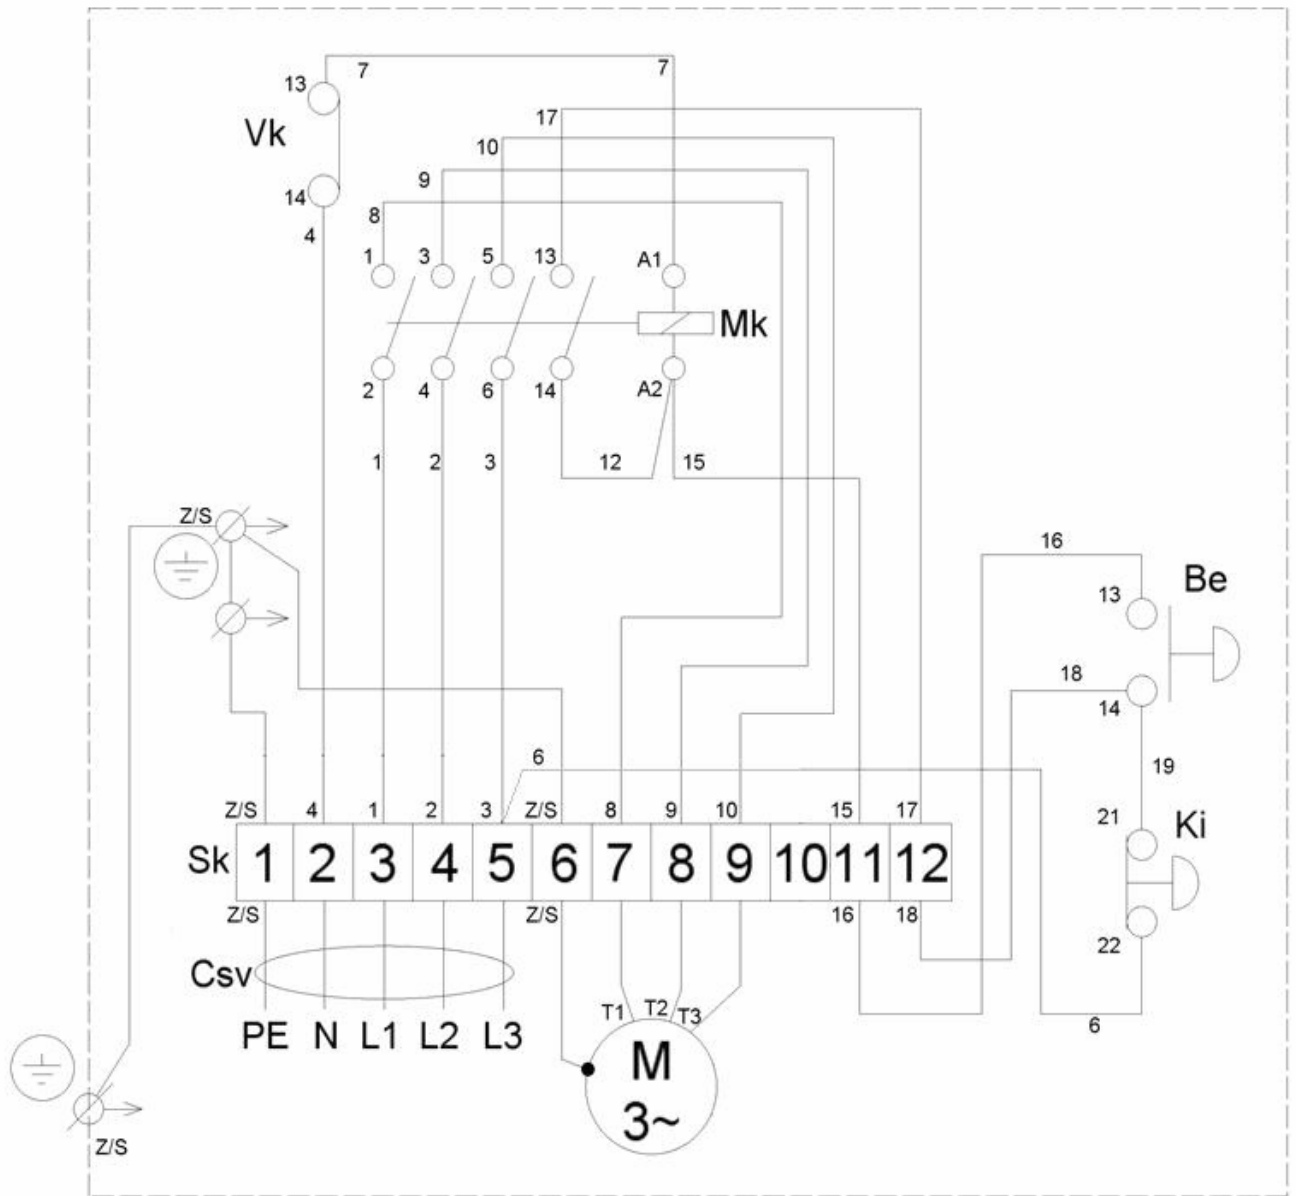 7 7
13
Vk
17
10
9
14
4
8
1 3 5 13 A1
Mk
2 4 6 14 A2
1 2 3 12 15
Z/S
16
Be
13
18
14
6
19
Z/S 4 1 2 3 Z/S 8 9 10 15 17
21
Ki
Sk 1 2 3 4 5 6 7 8 9 10 11 12
Z/S Z/S 16 18
22
Csv
T1 T2 T3
6
PE N L1 L2 L3
M
3~
Z/S